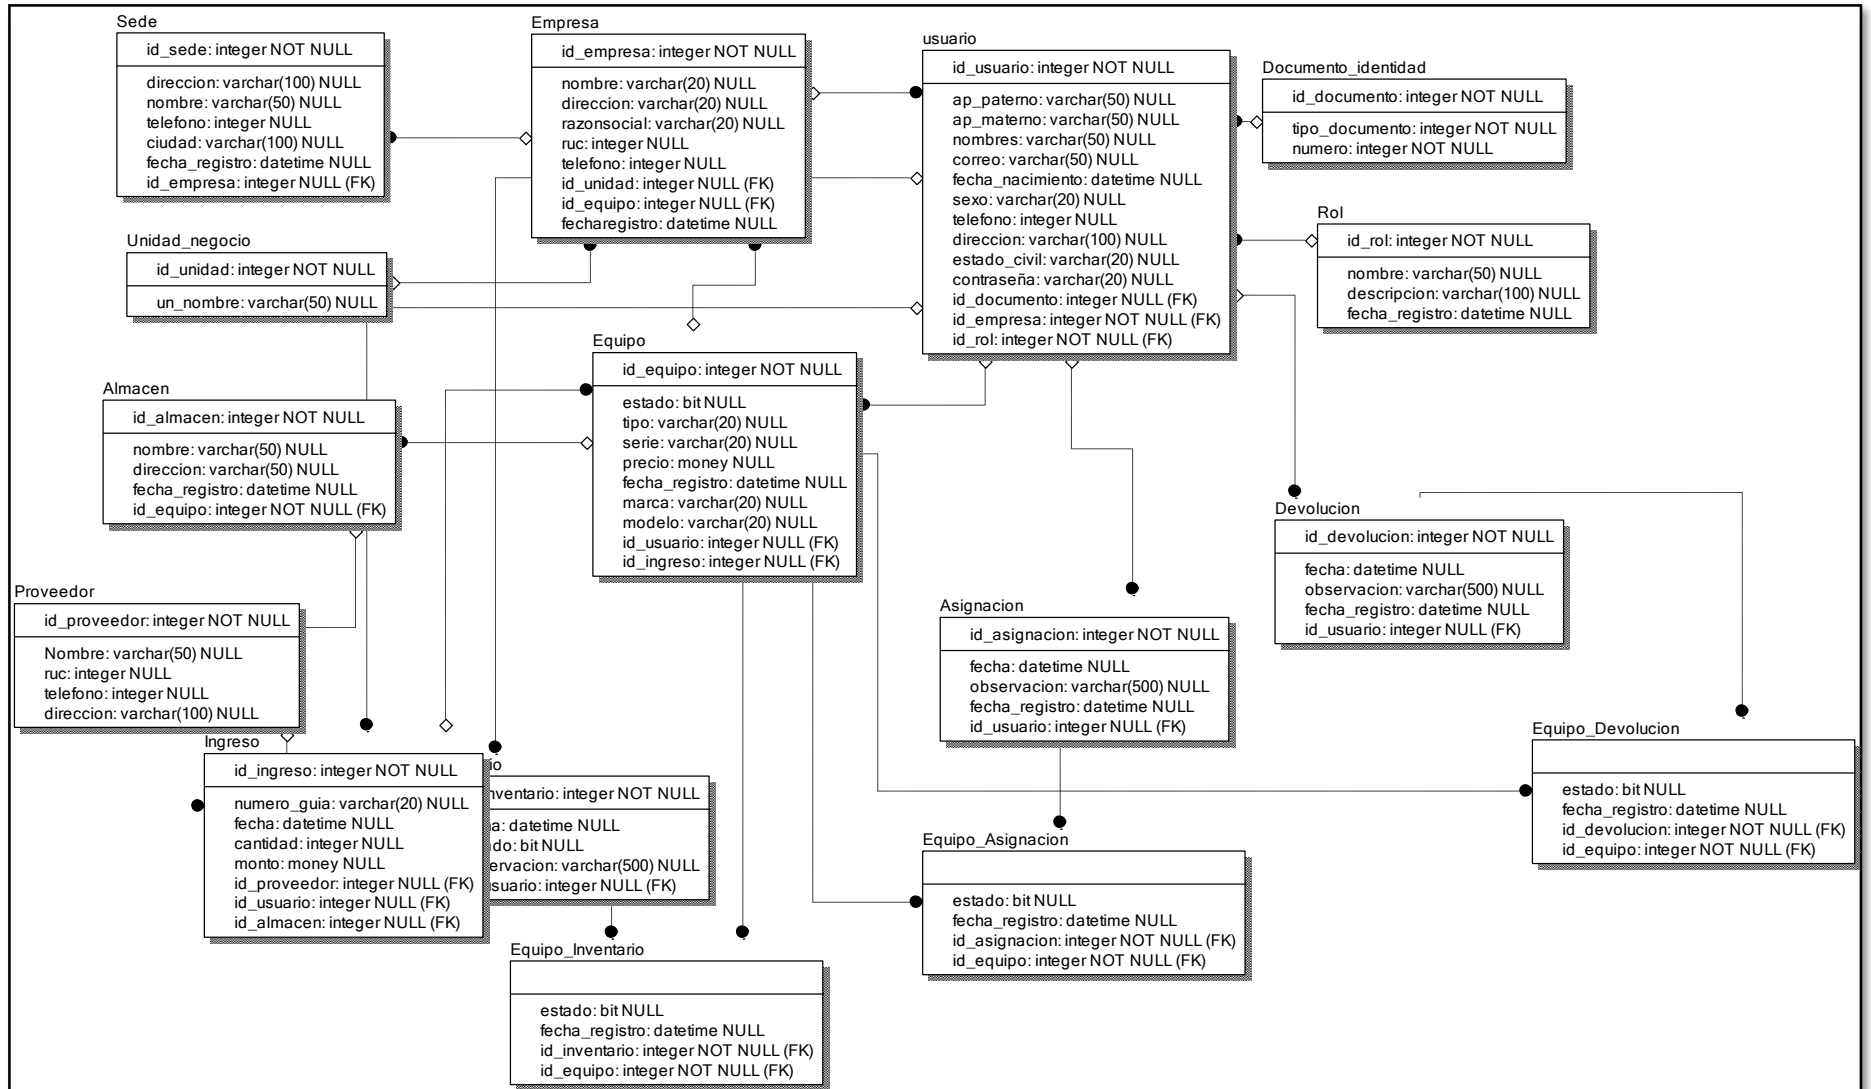 Sede
id_sede: integer NOT NULL
direccion: varchar(100) NULL
nombre: varchar(50) NULL
telefono: integer NULL
ciudad: varchar(100) NULL
fecha_registro: datetime NULL
id_empresa: integer NULL (FK)
Empresa
id_empresa: integer NOT NULL
nombre: varchar(20) NULL
direccion: varchar(20) NULL
razonsocial: varchar(20) NULL
ruc: integer NULL
telefono: integer NULL
id_unidad: integer NULL (FK)
id_equipo: integer NULL (FK)
fecharegistro: datetime NULL
usuario
id_usuario: integer NOT NULL
ap_paterno: varchar(50) NULL
ap_materno: varchar(50) NULL
nombres: varchar(50) NULL
correo: varchar(50) NULL
fecha_nacimiento: datetime NULL
sexo: varchar(20) NULL
telefono: integer NULL
direccion: varchar(100) NULL
estado_civil: varchar(20) NULL
contraseña: varchar(20) NULL
id_documento: integer NULL (FK)
id_empresa: integer NOT NULL (FK)
id_rol: integer NOT NULL (FK)
Documento_identidad
id_documento: integer NOT NULL
tipo_documento: integer NOT NULL
numero: integer NOT NULL
Rol
id_rol: integer NOT NULL
nombre: varchar(50) NULL
descripcion: varchar(100) NULL
fecha_registro: datetime NULL
Unidad_negocio
id_unidad: integer NOT NULL
un_nombre: varchar(50) NULL
Equipo
id_equipo: integer NOT NULL
estado: bit NULL
tipo: varchar(20) NULL
serie: varchar(20) NULL
precio: money NULL
fecha_registro: datetime NULL
marca: varchar(20) NULL
modelo: varchar(20) NULL
id_usuario: integer NULL (FK)
id_ingreso: integer NULL (FK)
Almacen
id_almacen: integer NOT NULL
nombre: varchar(50) NULL
direccion: varchar(50) NULL
fecha_registro: datetime NULL
id_equipo: integer NOT NULL (FK)
Devolucion
id_devolucion: integer NOT NULL
fecha: datetime NULL
observacion: varchar(500) NULL
fecha_registro: datetime NULL
id_usuario: integer NULL (FK)
Proveedor
id_proveedor: integer NOT NULL
Nombre: varchar(50) NULL
ruc: integer NULL
telefono: integer NULL
direccion: varchar(100) NULL
Asignacion
id_asignacion: integer NOT NULL
fecha: datetime NULL
observacion: varchar(500) NULL
fecha_registro: datetime NULL
id_usuario: integer NULL (FK)
Ingreso
id_ingreso: integer NOT NULL
numero_guia: varchar(20) NULL
fecha: datetime NULL
cantidad: integer NULL
monto: money NULL
id_proveedor: integer NULL (FK)
id_usuario: integer NULL (FK)
id_almacen: integer NULL (FK)
io
nventario: integer NOT NULL
ha: datetime NULL
ado: bit NULL
ervacion: varchar(500) NULL
usuario: integer NULL (FK)
Equipo_Devolucion
estado: bit NULL
fecha_registro: datetime NULL
id_devolucion: integer NOT NULL (FK)
id_equipo: integer NOT NULL (FK)
Equipo_Asignacion
estado: bit NULL
fecha_registro: datetime NULL
id_asignacion: integer NOT NULL (FK)
id_equipo: integer NOT NULL (FK)
Equipo_Inventario
estado: bit NULL
fecha_registro: datetime NULL
id_inventario: integer NOT NULL (FK)
id_equipo: integer NOT NULL (FK)